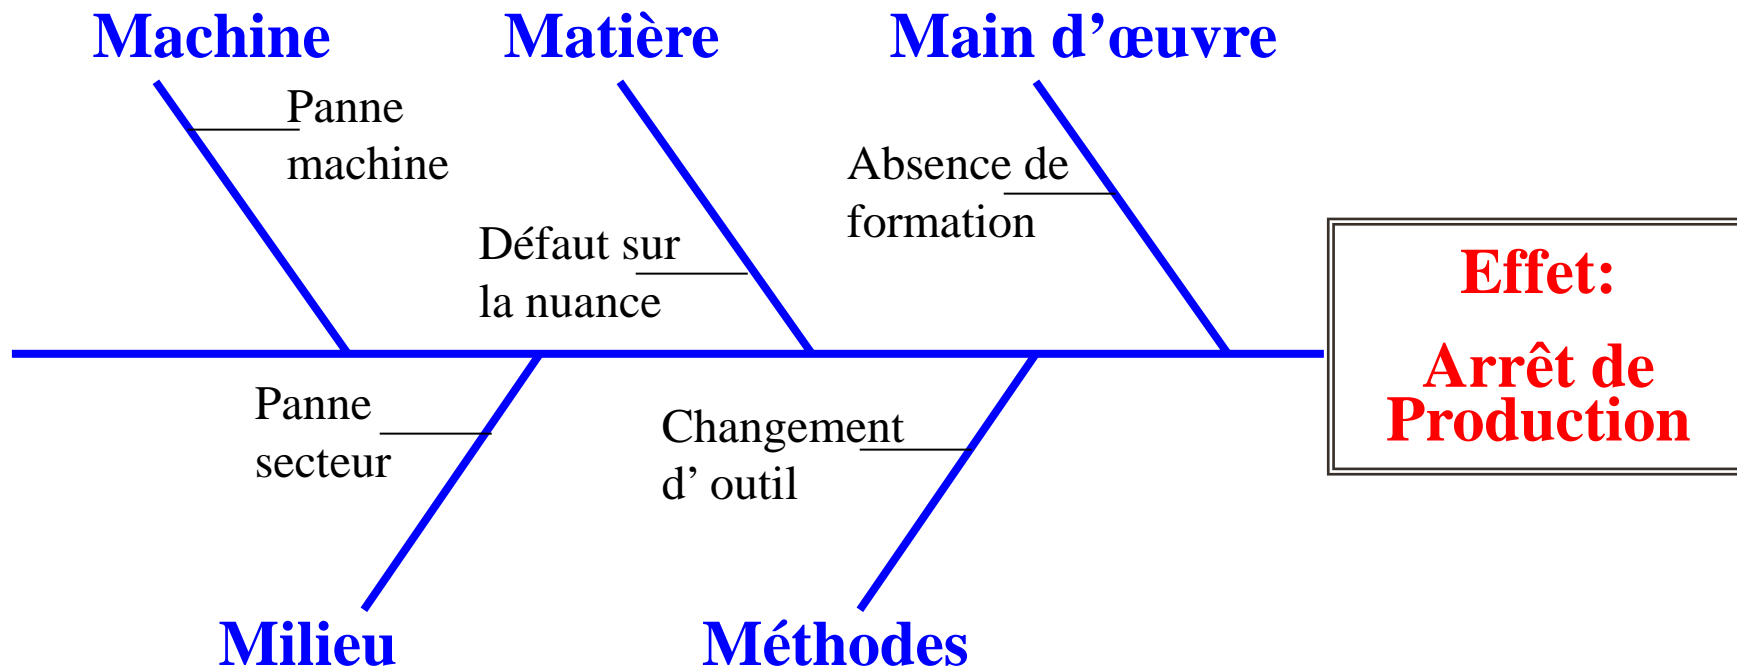 Machine
Matière
Main d’œuvre
Panne
machine
Absence de
formation
Défaut sur
la nuance
Effet:
Arrêt de
Production
Panne
secteur
Changement
d’ outil
Milieu
Méthodes